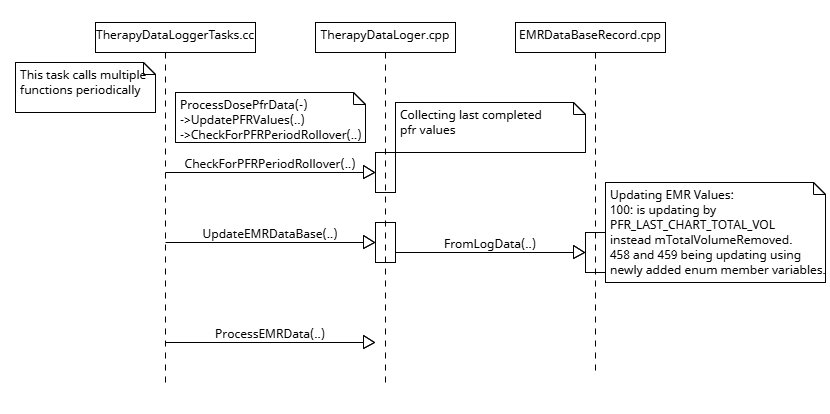 TherapyDataLoggerTasks.cc
TherapyDataLoger.cpp
EMRDataBaseRecord.cpp
This task calls multiple
functions periodically
ProcessDosePfrData(-)
->UpdatePFRValues(..)
->CheckForPFRPeriodRollover(..)
Collecting last completed
pfr values
CheckForPFRPeriodRollover(..)
Updating EMR Values:
100: is updating by
PFR_LAST_CHART_TOTAL_VOL
instead mTotalVolumeRemoved.
458 and 459 being updating using
newly added enum member variables.
UpdateEMRDataBase(..)
FromLogData(..)
ProcessEMRData(..)